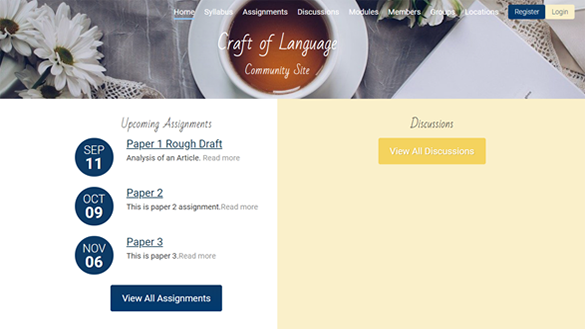 Home Syllabus Assignments Discussions Modules Members Groups Locations Register Login
Craft of Language
Community Site
Upcoming Assignments
SEP
11
Paper 1 Rough Draft
Analysis of an Article. Read more
OCT
09
Paper 2
This is paper 2 assignment.Read more
NOV
06
Paper 3
This is paper 3.Read more
View All Assignments
Discussions
View All Discussions